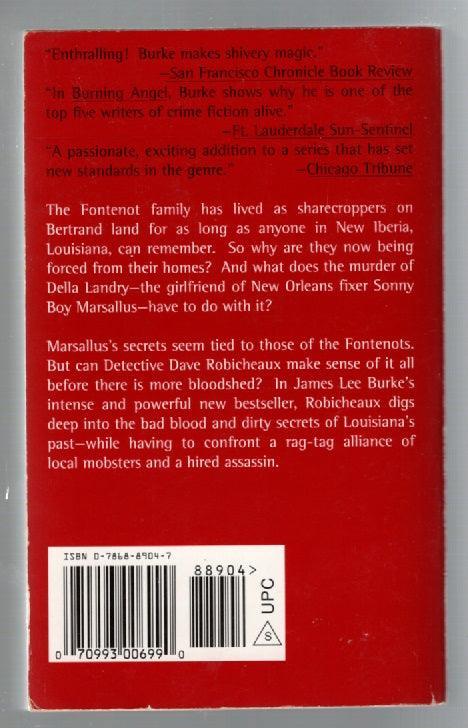 "Enthralling! Burke makes shivery magic."
—San Francisco Chronicle Book Review
"In Burning Angel, Burke shows why he is one of the
top five writers of crime fiction alive."
—Ft. Lauderdale Sun-Sentinel
"A passionate, exciting addition to a series that has set
new standards in the genre." —Chicago Tribune
The Fontenot family has lived as sharecroppers on
Bertrand land for as long as anyone in New Iberia,
Louisiana, can remember. So why are they now being
forced from their homes? And what does the murder of
Della Landry—the girlfriend of New Orleans fixer Sonny
Boy Marsallus—have to do with it?
Marsallus's secrets seem tied to those of the Fontenots.
But can Detective Dave Robicheaux make sense of it all
before there is more bloodshed? In James Lee Burke's
intense and powerful new bestseller, Robicheaux digs
deep into the bad blood and dirty secrets of Louisiana's
past—while having to confront a rag-tag alliance of
local mobsters and a hired assassin.
ISBN 0-7868-8904-7
88904>
UPC
S
0 70993 00699 0